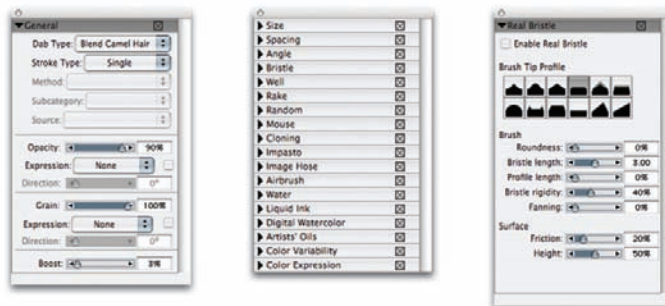 General
Dab Type: Blend Camel Hair
Stroke Type: Single
Method:
Subcategory:
Source:
Opacity: 90%
Expression: None
Direction: 0°
Grain: 100%
Expression: None
Direction: 0°
Boost: 3%
Size
Spacing
Angle
Bristle
Well
Rake
Random
Mouse
Cloning
Impasto
Image Hose
Airbrush
Water
Liquid Ink
Digital Watercolor
Artists' Oils
Color Variability
Color Expression
Real Bristle
Enable Real Bristle
Brush Tip Profile
Brush
Roundness: 0%
Bristle length: 3.00
Profile length: 0%
Bristle rigidity: 40%
Fanning: 0%
Surface
Friction: 20%
Height: 50%